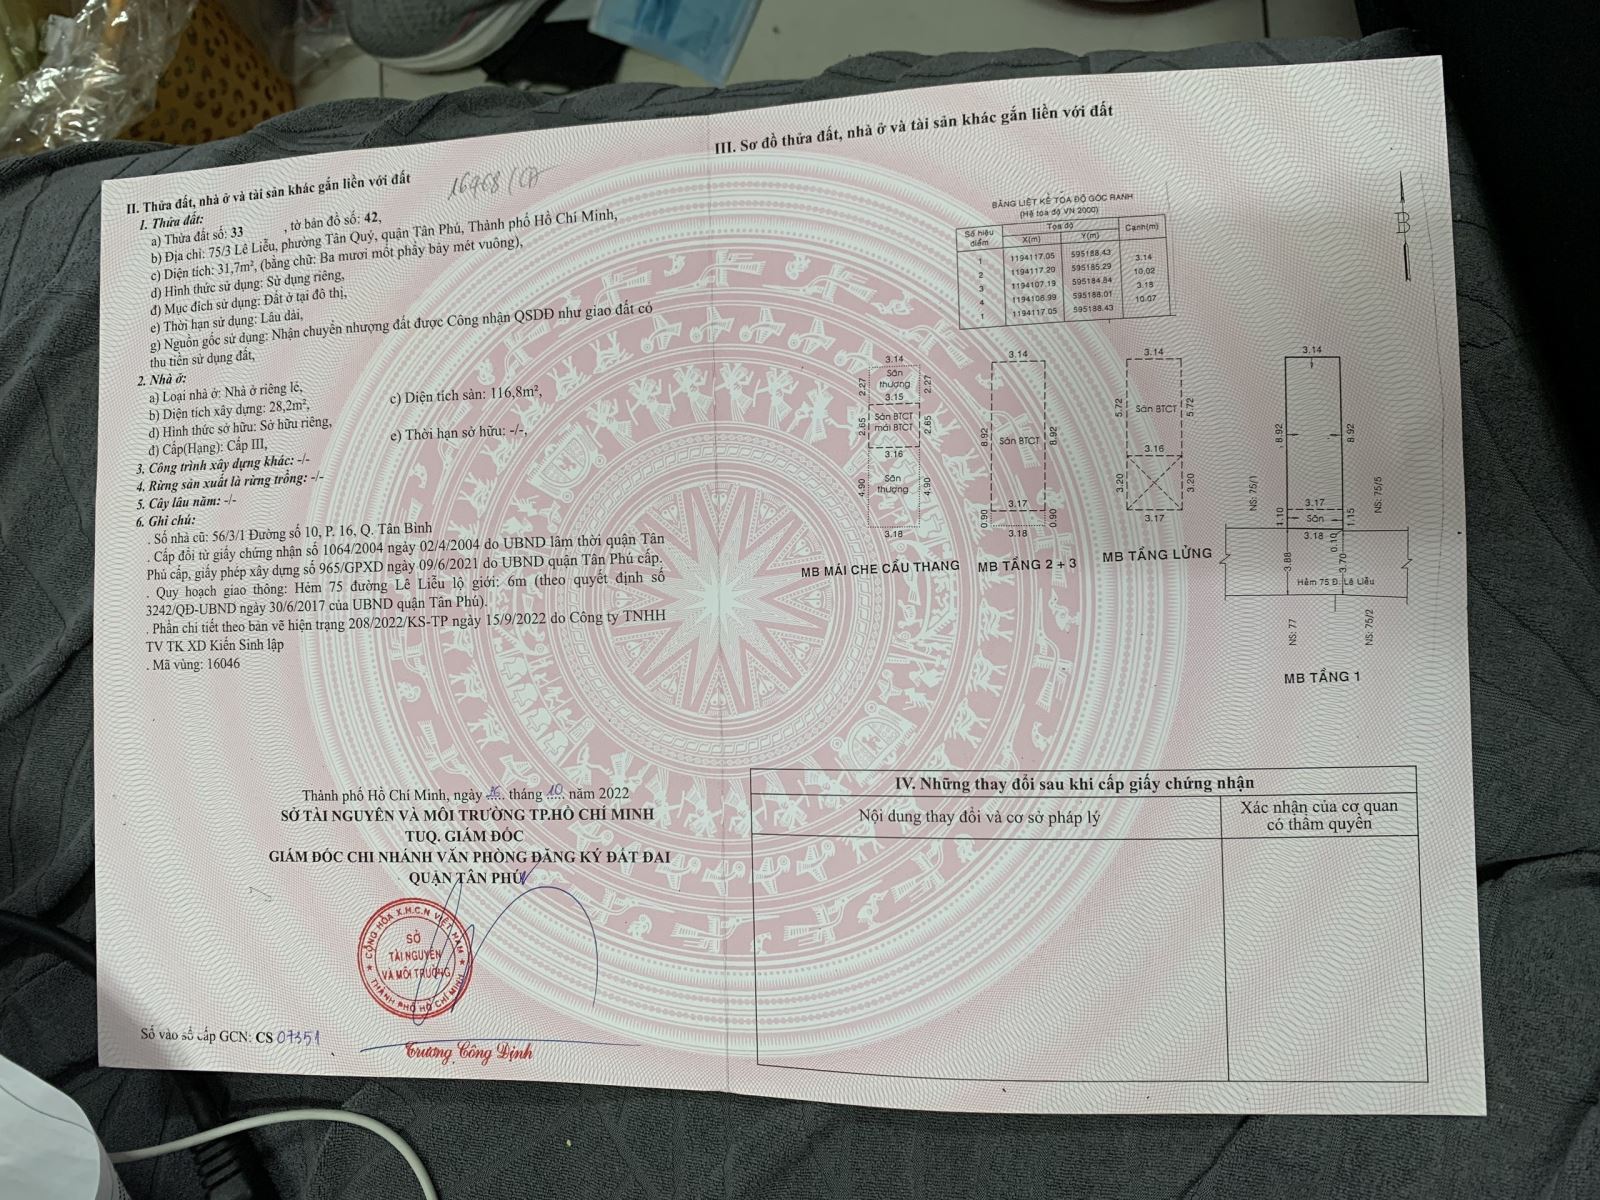 II. Thửa đất, nhà ở và tài sản khác gắn liền với đất
1. Thửa đất:
a) Thửa đất số: 33 , tờ bản đồ số: 42,
b) Địa chỉ: 75/3 Lê Liễu, phường Tân Quý, quận Tân Phú, Thành phố Hồ Chí Minh,
c) Diện tích: 31,7m², (bằng chữ: Ba mươi mốt phẩy bảy mét vuông),
d) Hình thức sử dụng: Sử dụng riêng,
đ) Mục đích sử dụng: Đất ở tại đô thị,
e) Thời hạn sử dụng: Lâu dài,
g) Nguồn gốc sử dụng: Nhận chuyển nhượng đất được Công nhận QSDĐ như giao đất có
thu tiền sử dụng đất,
2. Nhà ở:
a) Loại nhà ở: Nhà ở riêng lẻ,
b) Diện tích xây dựng: 28,2m², c) Diện tích sàn: 116,8m²,
d) Hình thức sở hữu: Sở hữu riêng,
đ) Cấp(Hạng): Cấp III, e) Thời hạn sở hữu: -/-,
3. Công trình xây dựng khác: -/-
4. Rừng sản xuất là rừng trồng: -/-
5. Cây lâu năm: -/-
6. Ghi chú:
. Số nhà cũ: 56/3/1 Đường số 10, P. 16, Q. Tân Bình
. Cấp đổi từ giấy chứng nhận số 1064/2004 ngày 02/4/2004 do UBND lâm thời quận Tân
Phú cấp, giấy phép xây dựng số 965/GPXD ngày 09/6/2021 do UBND quận Tân Phú cấp.
. Quy hoạch giao thông: Hẻm 75 đường Lê Liễu lộ giới: 6m (theo quyết định số
3242/QĐ-UBND ngày 30/6/2017 của UBND quận Tân Phú).
. Phần chi tiết theo bản vẽ hiện trạng 208/2022/KS-TP ngày 15/9/2022 do Công ty TNHH
TV TK XD Kiến Sinh lập
. Mã vùng: 16046
Thành phố Hồ Chí Minh, ngày 26 tháng 10 năm 2022
SỞ TÀI NGUYÊN VÀ MÔI TRƯỜNG TP.HỒ CHÍ MINH
TUQ. GIÁM ĐỐC
GIÁM ĐỐC CHI NHÁNH VĂN PHÒNG ĐĂNG KÝ ĐẤT ĐAI
QUẬN TÂN PHÚ
CỘNG HÒA X.H.C.N VIỆT NAM
SỞ
TÀI NGUYÊN
VÀ MÔI TRƯỜNG
THÀNH PHỐ HỒ CHÍ MINH
Trương Công Định
Số vào sổ cấp GCN: CS 07351
III. Sơ đồ thửa đất, nhà ở và tài sản khác gắn liền với đất
BẢNG LIỆT KÊ TỌA ĐỘ GÓC RANH
(Hệ tọa độ VN 2000)
Số hiệu điểm Tọa độ Cạnh(m)
X(m) Y(m)
1 1194117.05 595188.43
3.14
2 1194117.20 595185.29
10.02
3 1194107.19 595184.84
3.18
4 1194106.99 595188.01
10.07
1 1194117.05 595188.43
B
3.14
Sân
thượng
2.27 2.27
3.15
Sàn BTCT
mái BTCT
2.65 2.65
3.16
Sân
thượng
4.90 4.90
3.18
MB MÁI CHE CẦU THANG
3.14
8.92 8.92
Sàn BTCT
3.17
0.90 0.90
3.18
MB TẦNG 2 + 3
3.14
5.72 5.72
Sàn BTCT
3.16
3.20 3.20
3.17
MB TẦNG LỬNG
3.14
8.92 8.92
NS: 75/1 NS: 75/5
3.17
1.10 Sân 1.15
3.18
0.10
3.88 3.70
Hẻm 75 Đ. Lê Liễu
NS: 77 NS: 75/2
MB TẦNG 1
IV. Những thay đổi sau khi cấp giấy chứng nhận
Nội dung thay đổi và cơ sở pháp lý
Xác nhận của cơ quan
có thẩm quyền